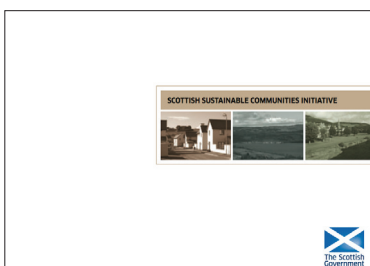 SCOTTISH SUSTAINABLE COMMUNITIES INITIATIVE
The Scottish
Government